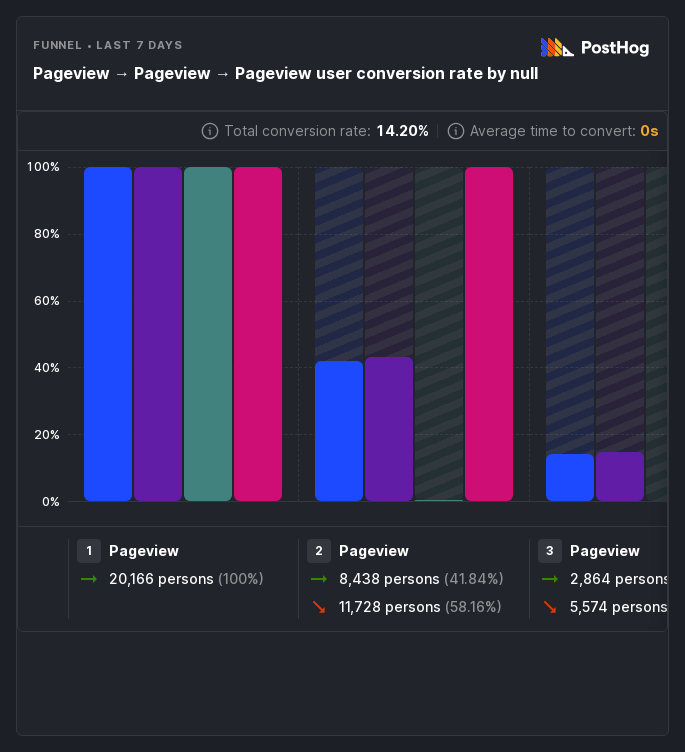 FUNNEL • LAST 7 DAYS
PostHog
Pageview → Pageview → Pageview user conversion rate by null
Total conversion rate: 14.20%
Average time to convert: 0s
100%
80%
60%
40%
20%
0%
1 Pageview
20,166 persons (100%)
2 Pageview
8,438 persons (41.84%)
11,728 persons (58.16%)
3 Pageview
2,864 persons
5,574 persons